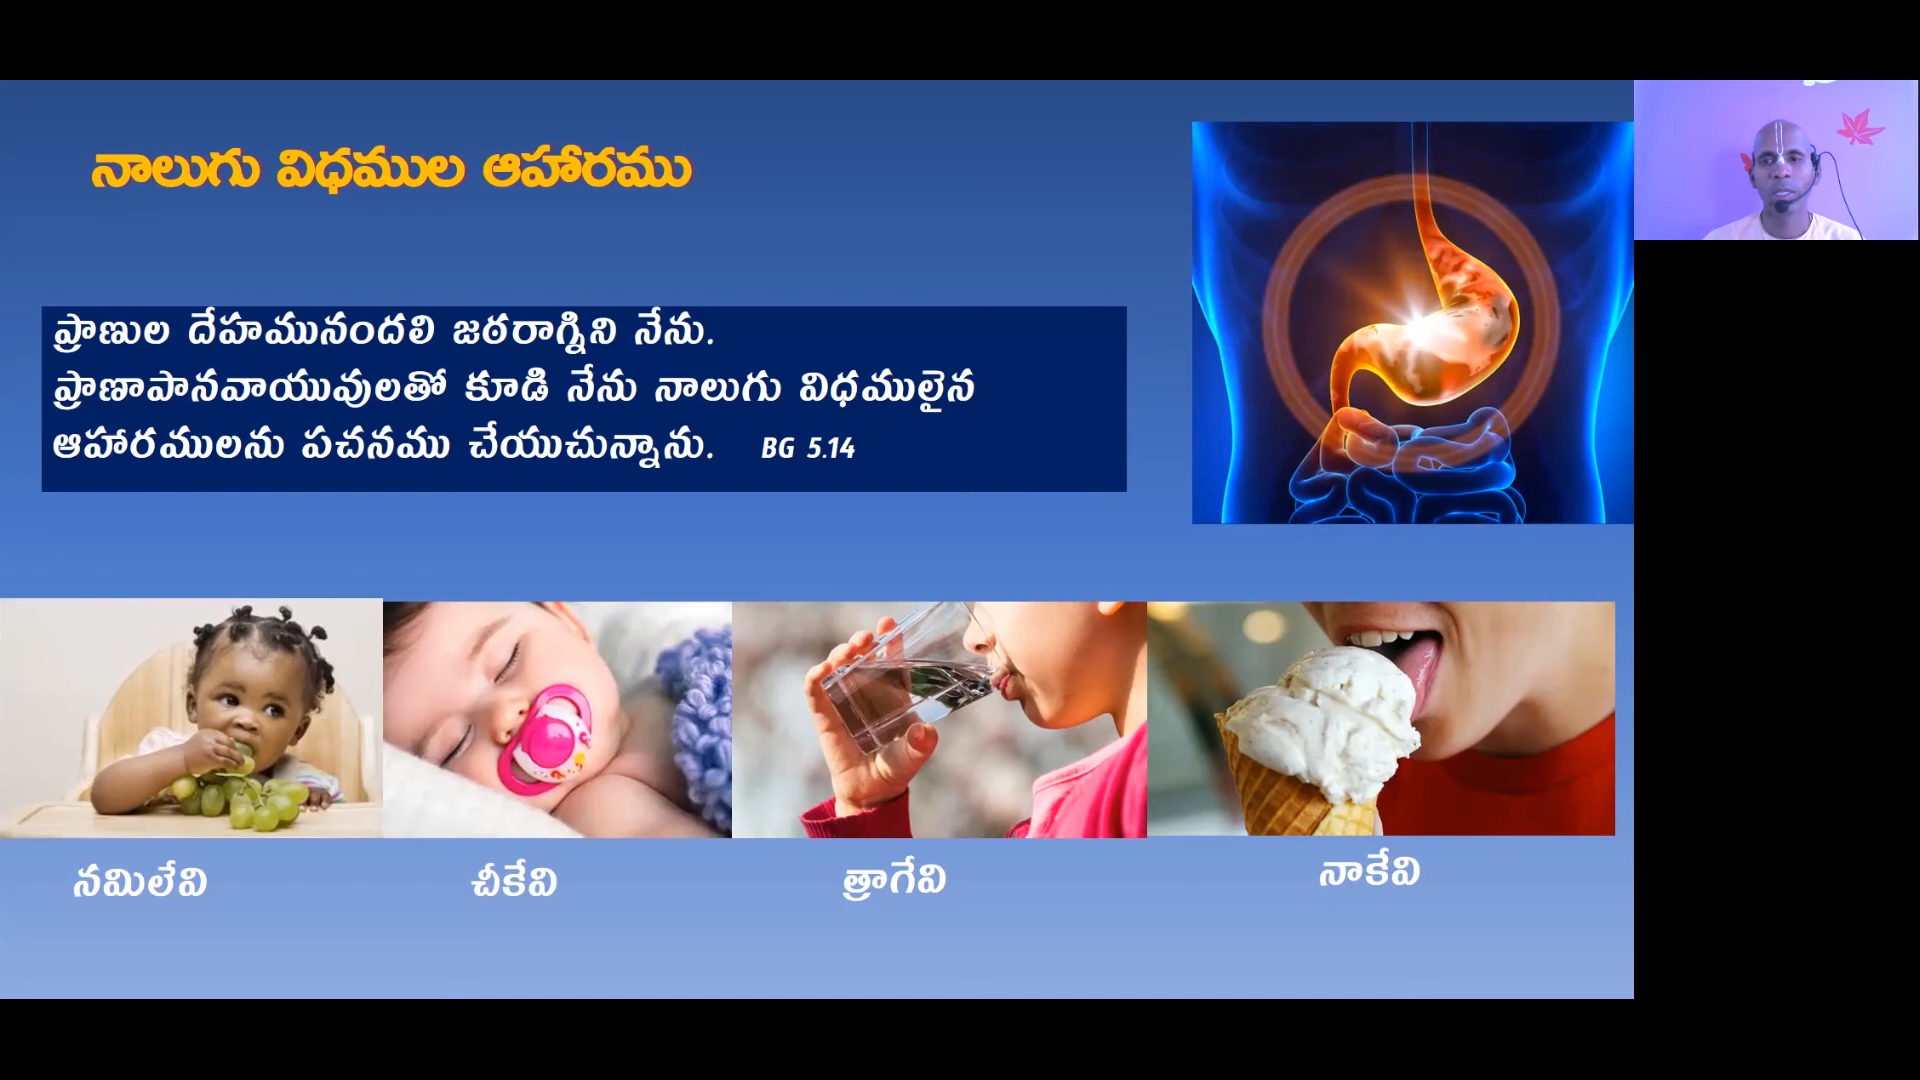 నాలుగు విధముల ఆహారము
ప్రాణుల దేహమునందలి జఠరాగ్నిని నేను.
ప్రాణాపానవాయువులతో కూడి నేను నాలుగు విధములైన
ఆహారములను పచనము చేయుచున్నాను. BG 5.14
నమిలేవి
చీకేవి
త్రాగేవి
నాకేవి